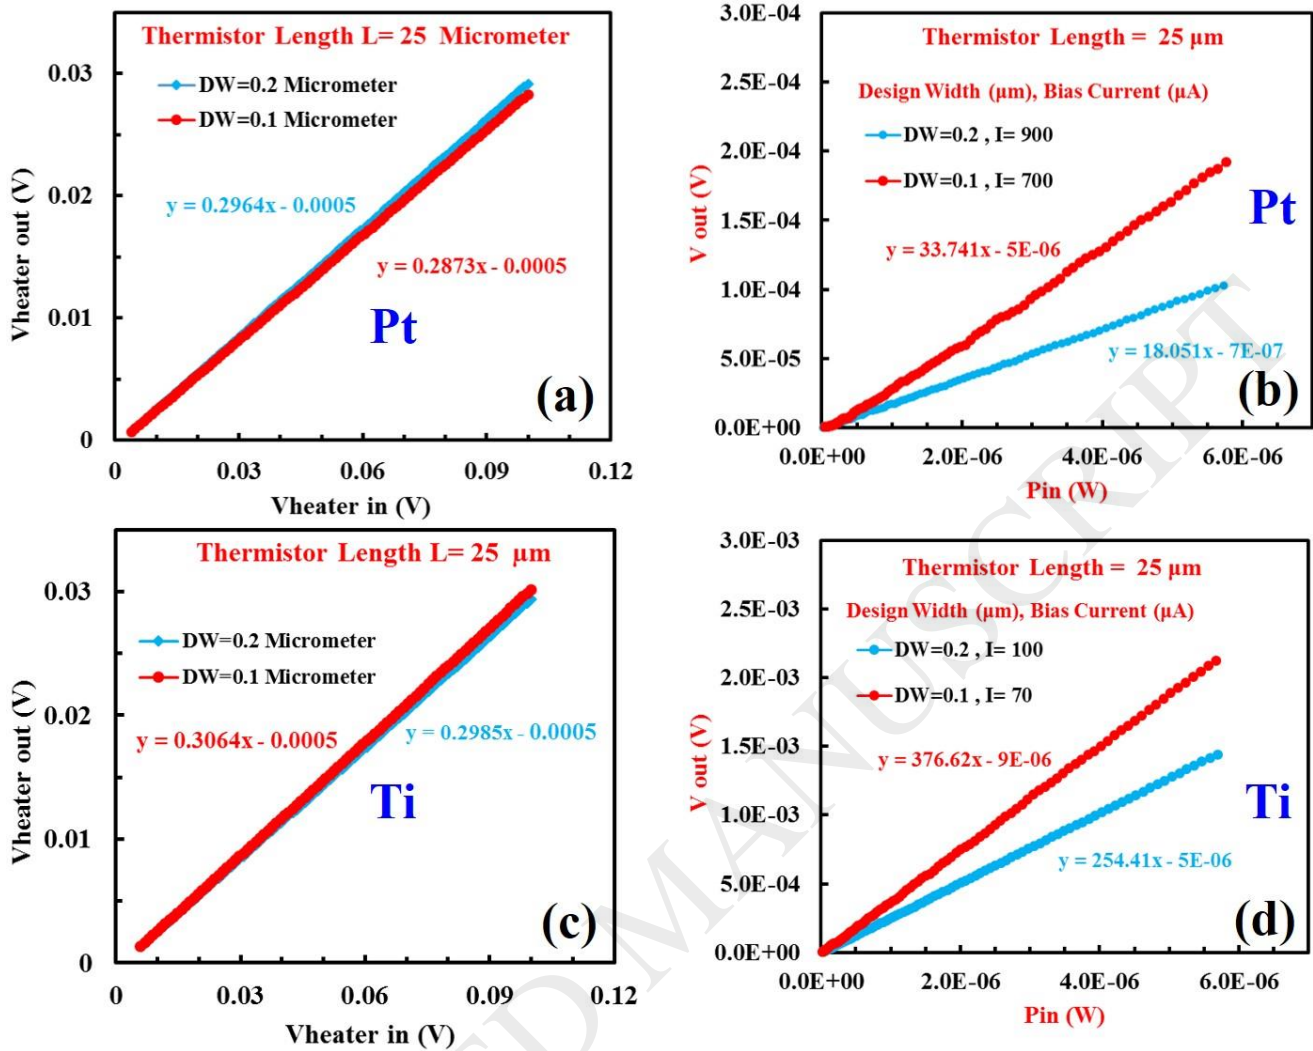 Thermistor Length L= 25 Micrometer
DW=0.2 Micrometer
DW=0.1 Micrometer
y = 0.2964x - 0.0005
y = 0.2873x - 0.0005
Pt
(a)
Vheater out (V)
0.03
0.02
0.01
0
0
0.03
0.06
0.09
0.12
Vheater in (V)
Thermistor Length = 25 µm
Design Width (µm), Bias Current (µA)
DW=0.2 , I= 900
DW=0.1 , I= 700
Pt
y = 33.741x - 5E-06
y = 18.051x - 7E-07
(b)
V out (V)
3.0E-04
2.5E-04
2.0E-04
1.5E-04
1.0E-04
5.0E-05
0.0E+00
0.0E+00
2.0E-06
4.0E-06
6.0E-06
Pin (W)
Thermistor Length L= 25 µm
DW=0.2 Micrometer
DW=0.1 Micrometer
y = 0.3064x - 0.0005
y = 0.2985x - 0.0005
Ti
(c)
Vheater out (V)
0.03
0.02
0.01
0
0
0.03
0.06
0.09
0.12
Vheater in (V)
Thermistor Length = 25 µm
Design Width (µm), Bias Current (µA)
DW=0.2 , I= 100
DW=0.1 , I= 70
y = 376.62x - 9E-06
Ti
y = 254.41x - 5E-06
(d)
V out (V)
3.0E-03
2.5E-03
2.0E-03
1.5E-03
1.0E-03
5.0E-04
0.0E+00
0.0E+00
2.0E-06
4.0E-06
6.0E-06
Pin (W)
MANUSCRIPT